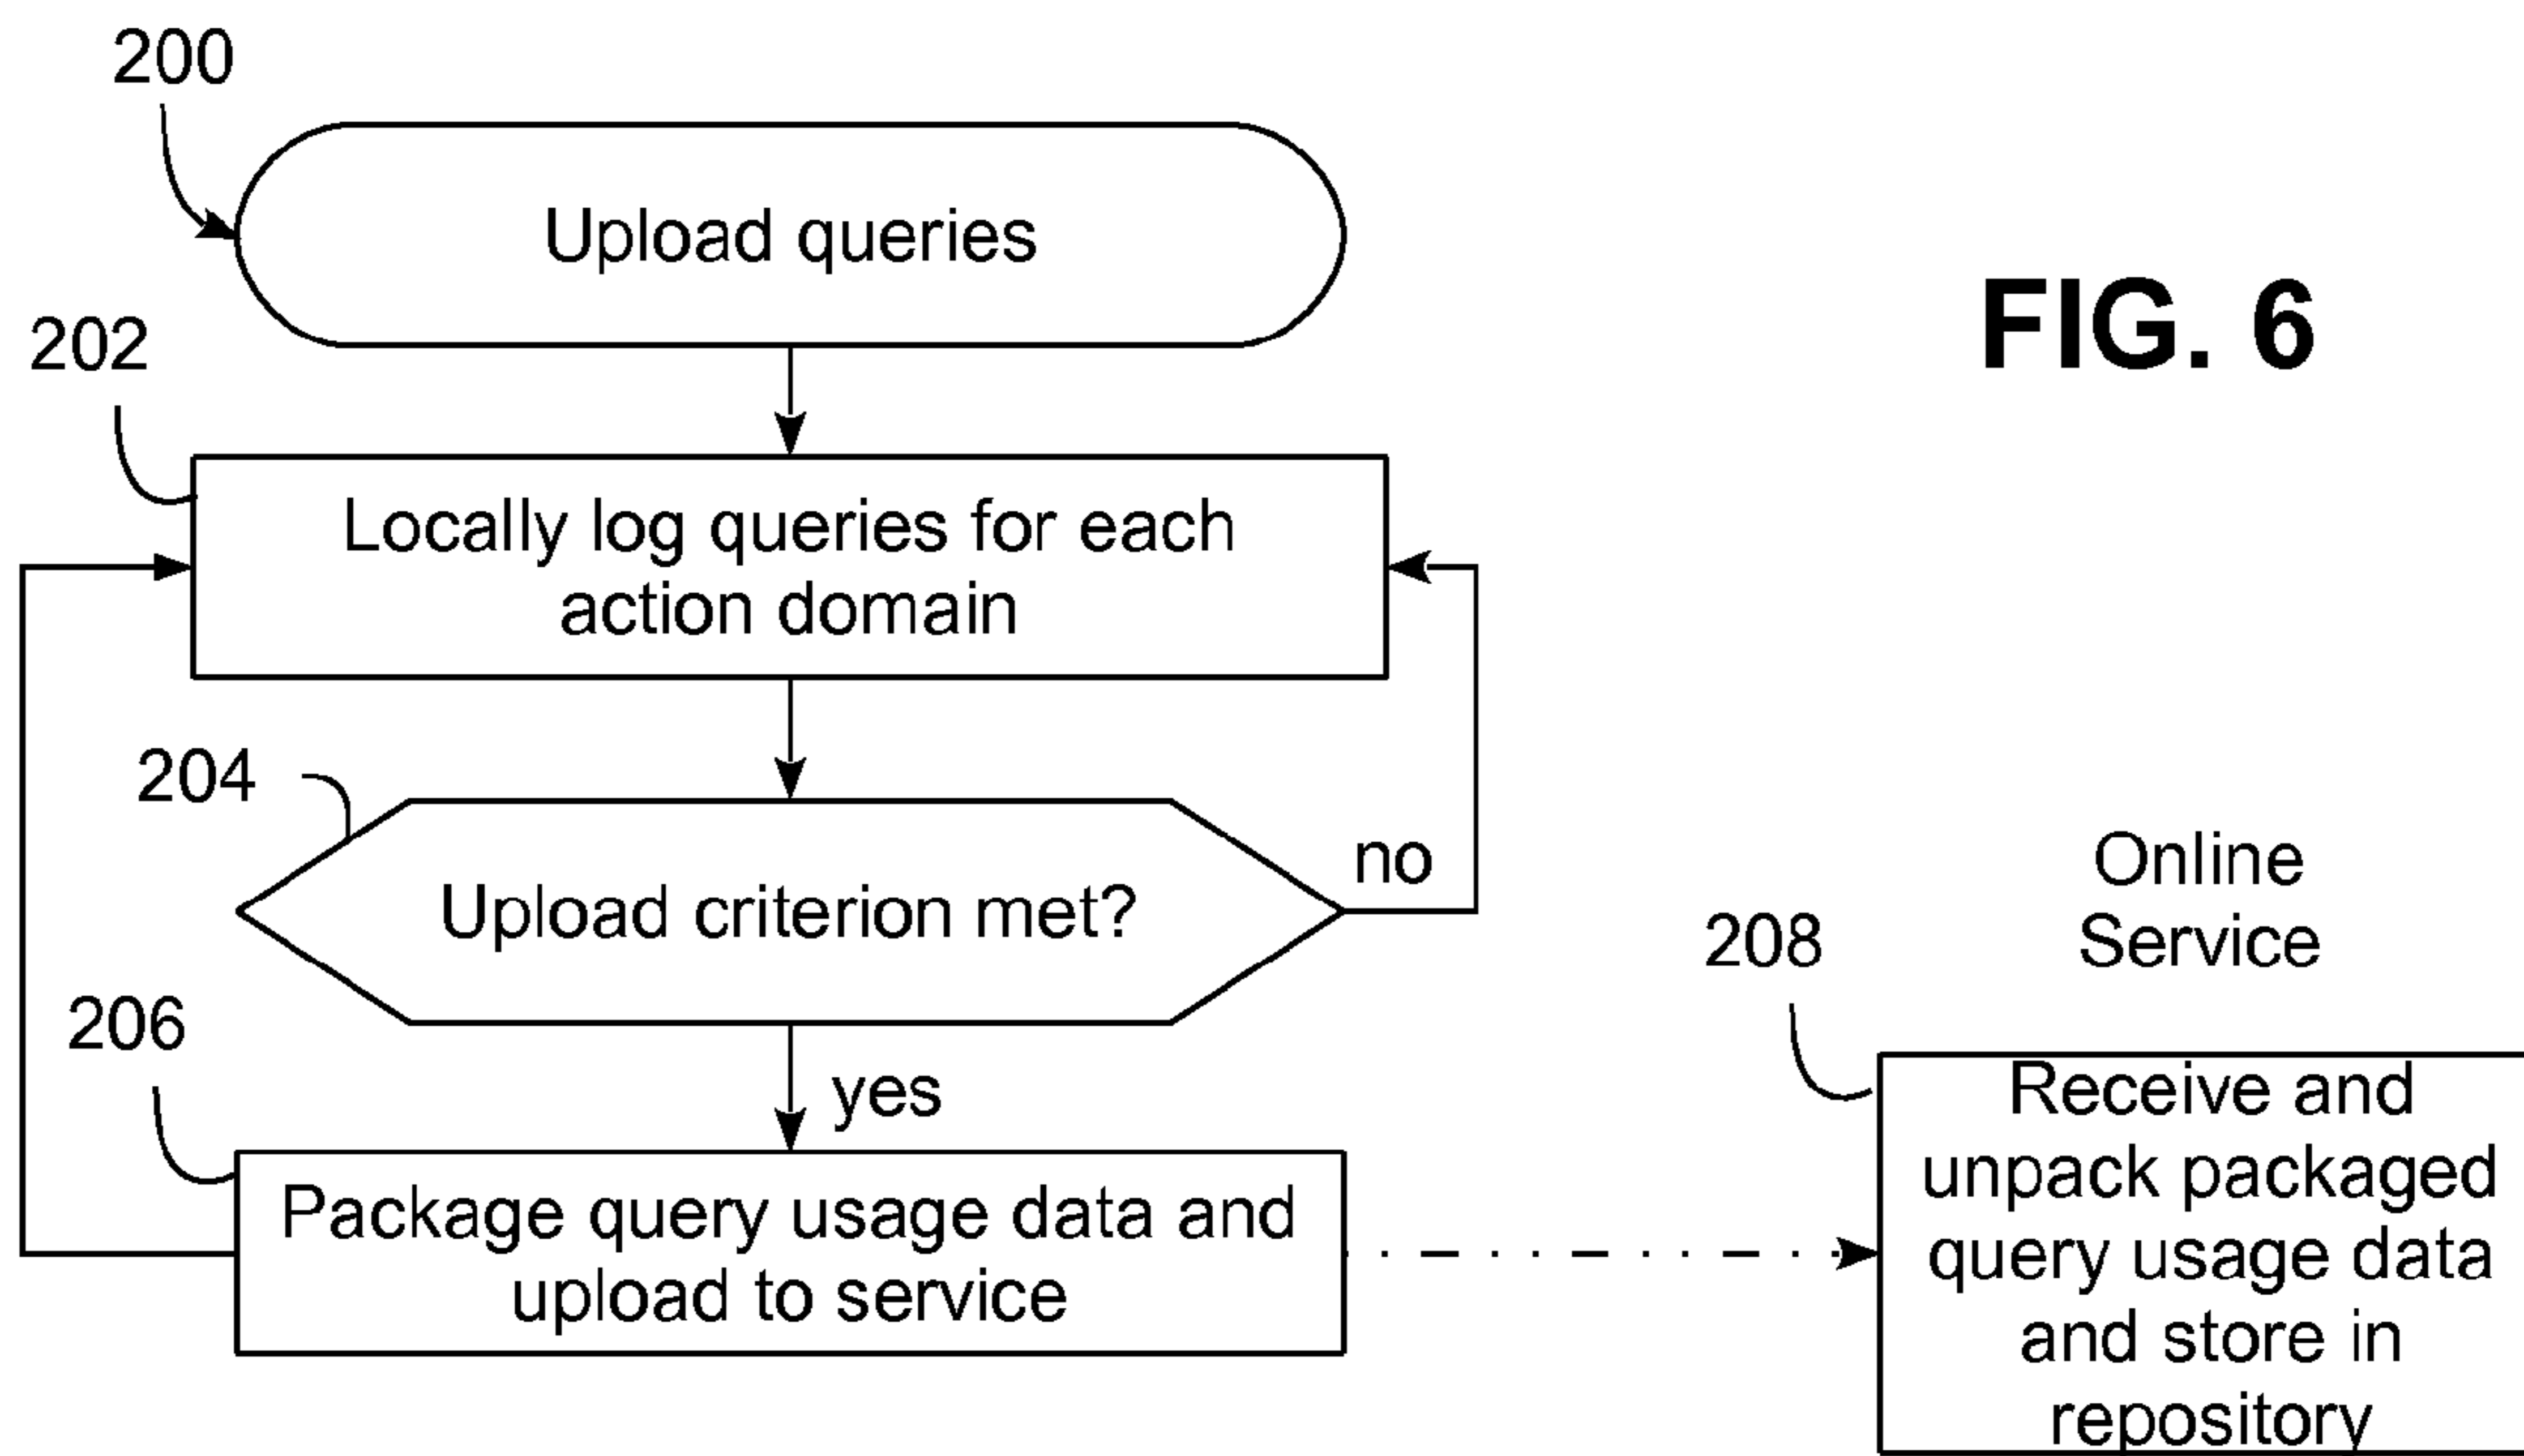 200
Upload queries
FIG. 6
202
Locally log queries for each
action domain
204
Upload criterion met?
no
yes
206
Package query usage data and
upload to service
Online
Service
208
Receive and
unpack packaged
query usage data
and store in
repository